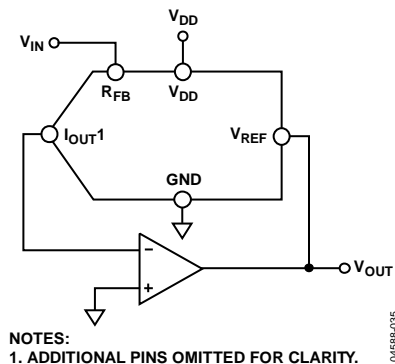 VDD
VIN
RFB
VDD
IOUT1
VREF
GND
−
+
VOUT
NOTES:
1. ADDITIONAL PINS OMITTED FOR CLARITY.
04588-035